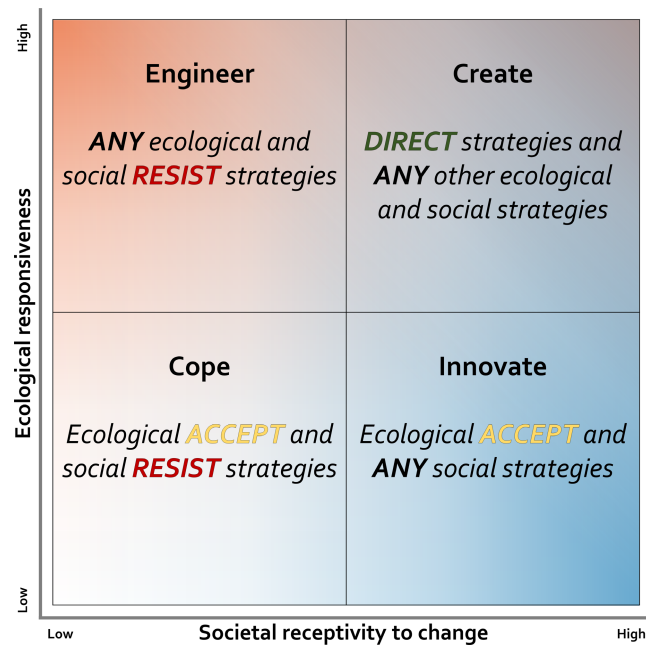 High
Engineer
ANY ecological and
social RESIST strategies
Create
DIRECT strategies and
ANY other ecological
and social strategies
Ecological responsiveness
Cope
Ecological ACCEPT and
social RESIST strategies
Innovate
Ecological ACCEPT and
ANY social strategies
Low
Low
Societal receptivity to change
High